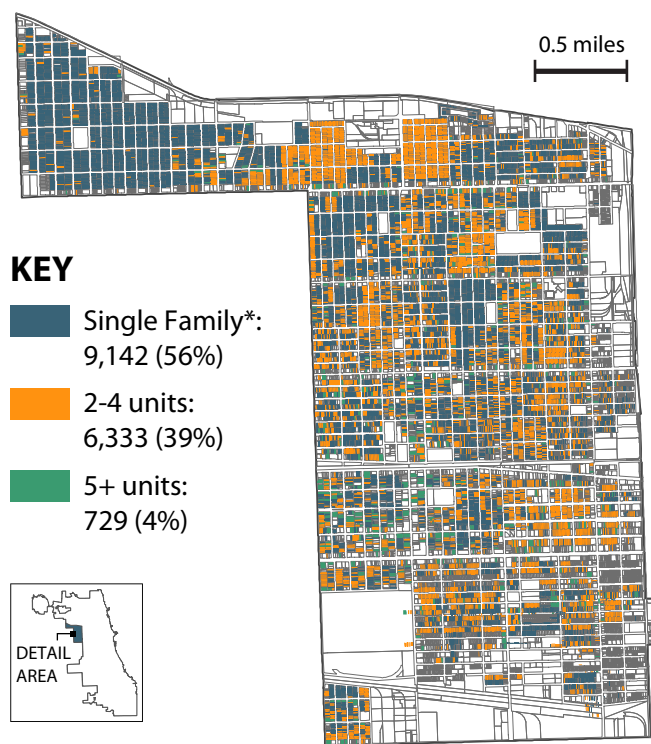 0.5 miles
KEY
Single Family*:
9,142 (56%)
2-4 units:
6,333 (39%)
5+ units:
729 (4%)
DETAIL
AREA